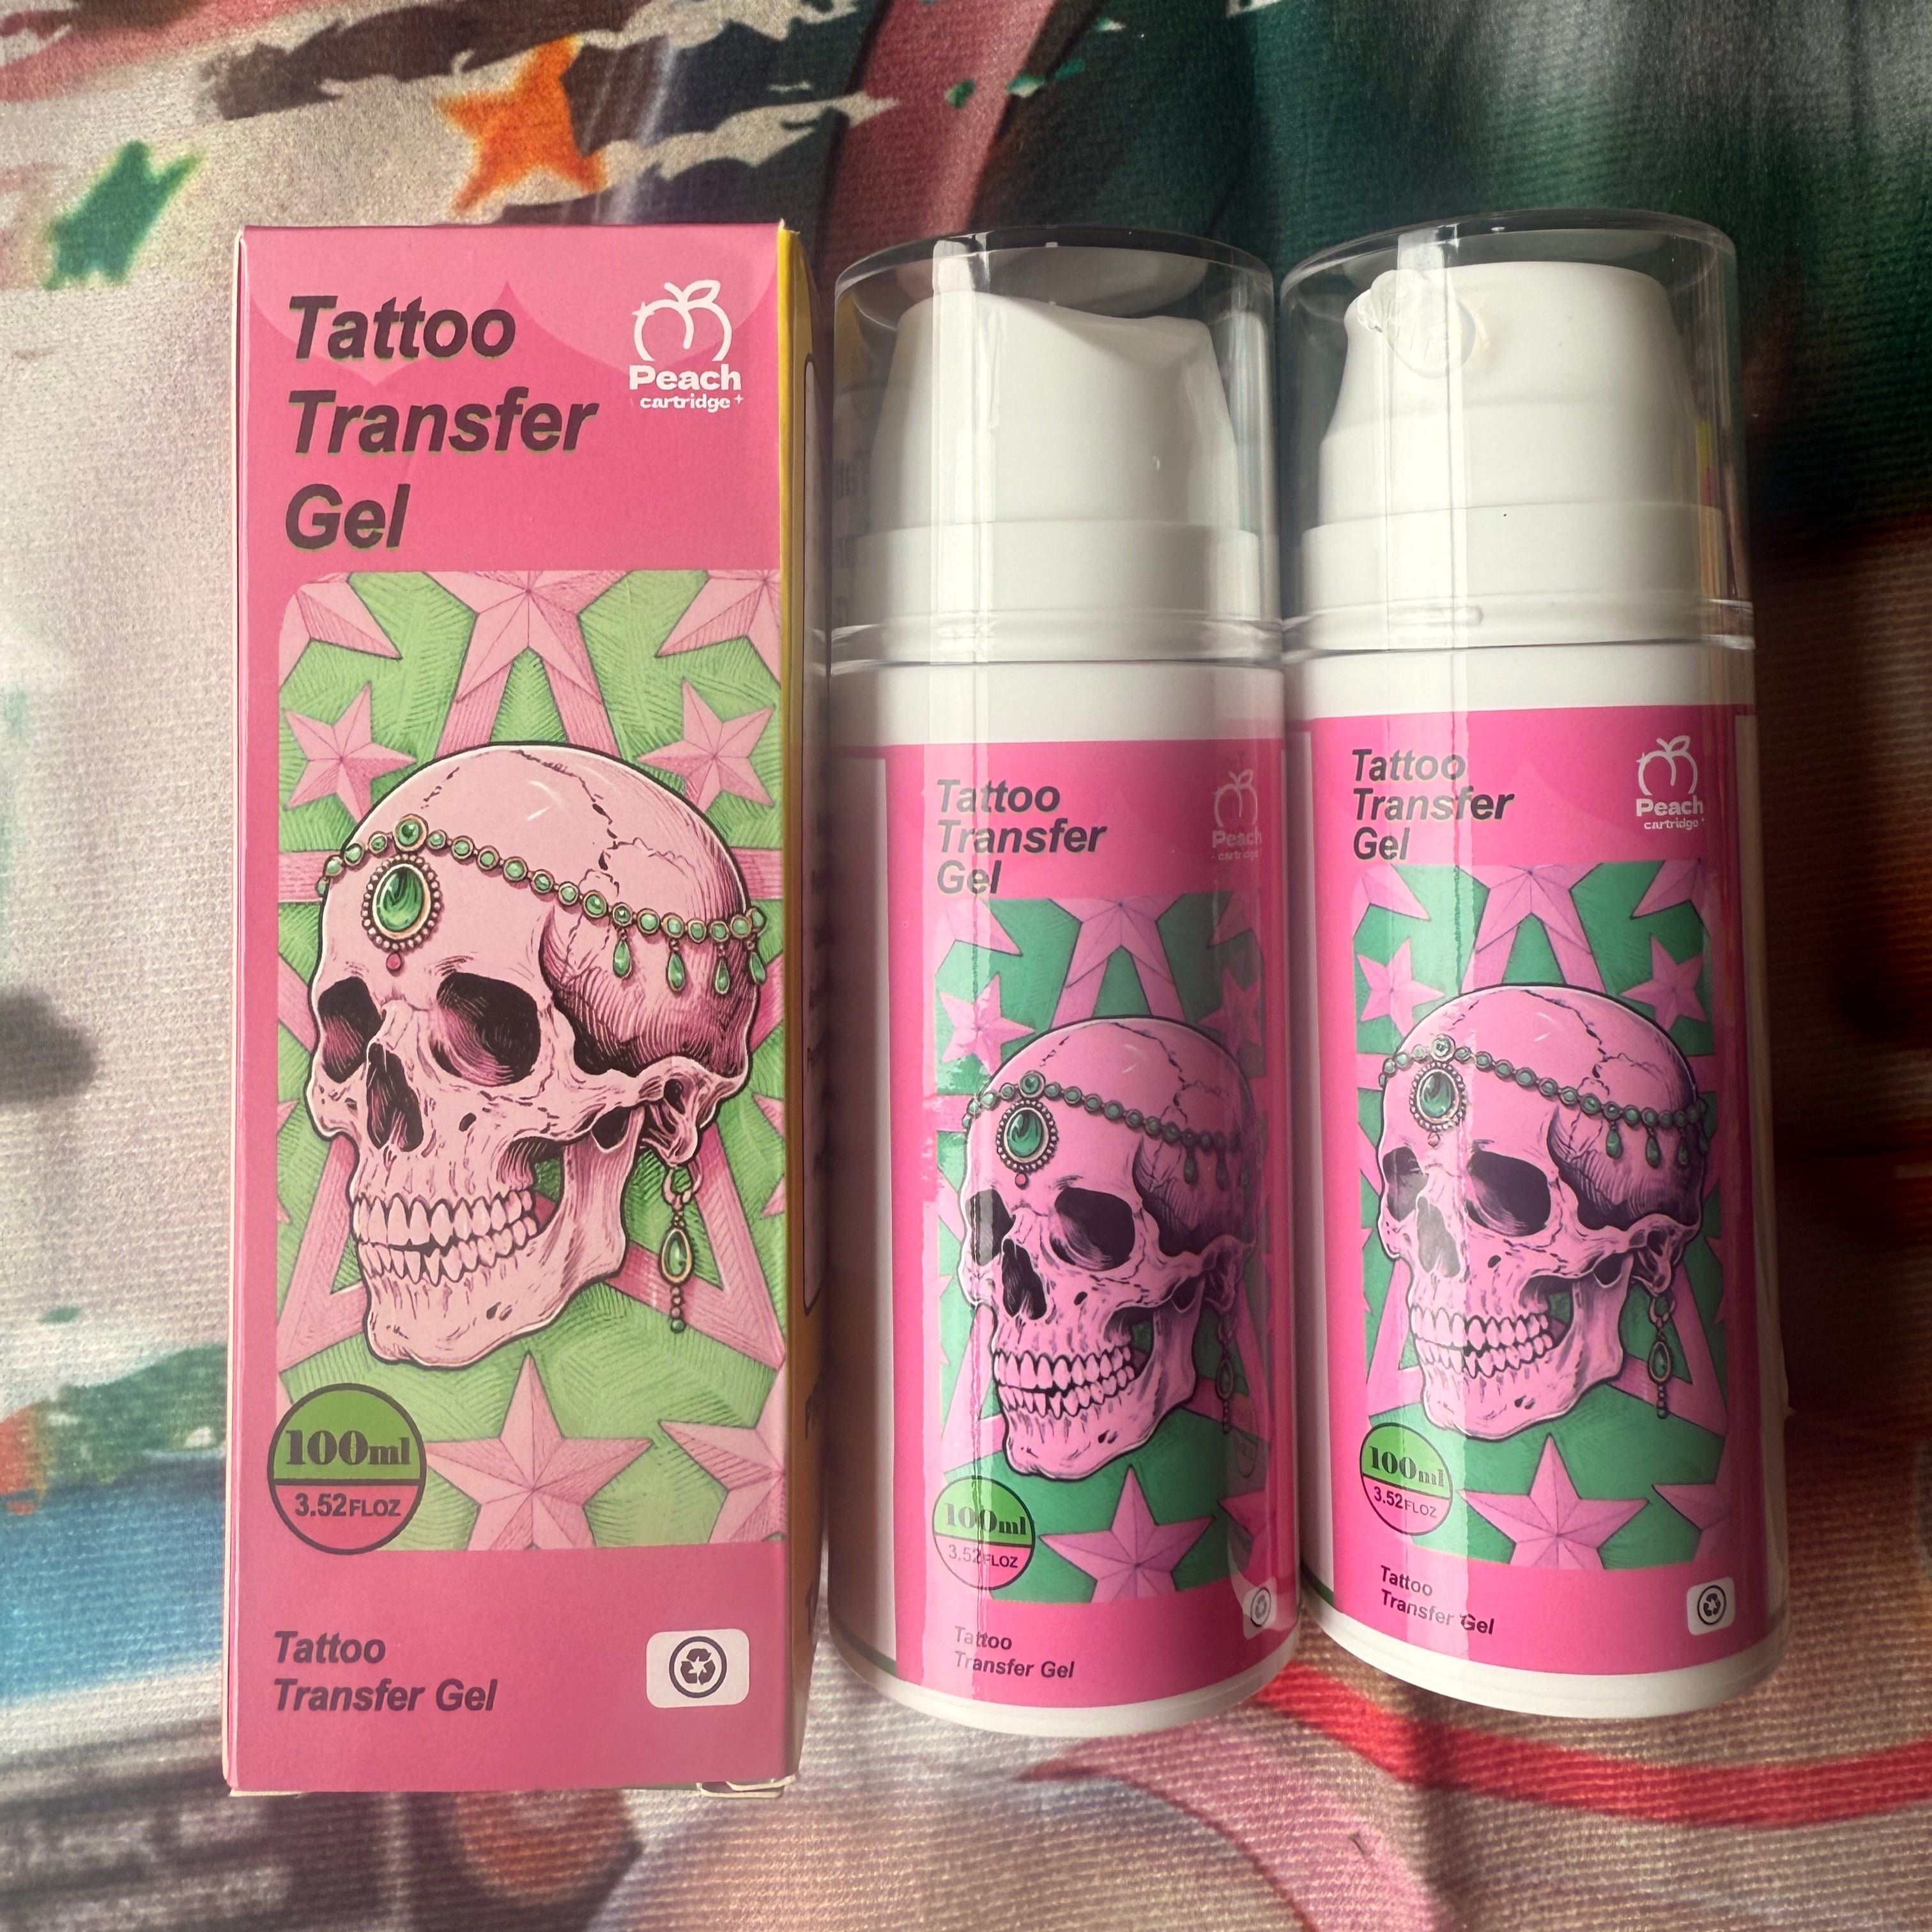 Tattoo
Transfer
Gel
Peach
cartridge
100ml
3.52FLOZ
Tattoo
Transfer Gel
Tattoo
Transfer
Gel
Peach
cartridge
100ml
3.52FLOZ
Tattoo
Transfer Gel
Tattoo
Transfer
Gel
Peach
cartridge
100ml
3.52FLOZ
Tattoo
Transfer Gel